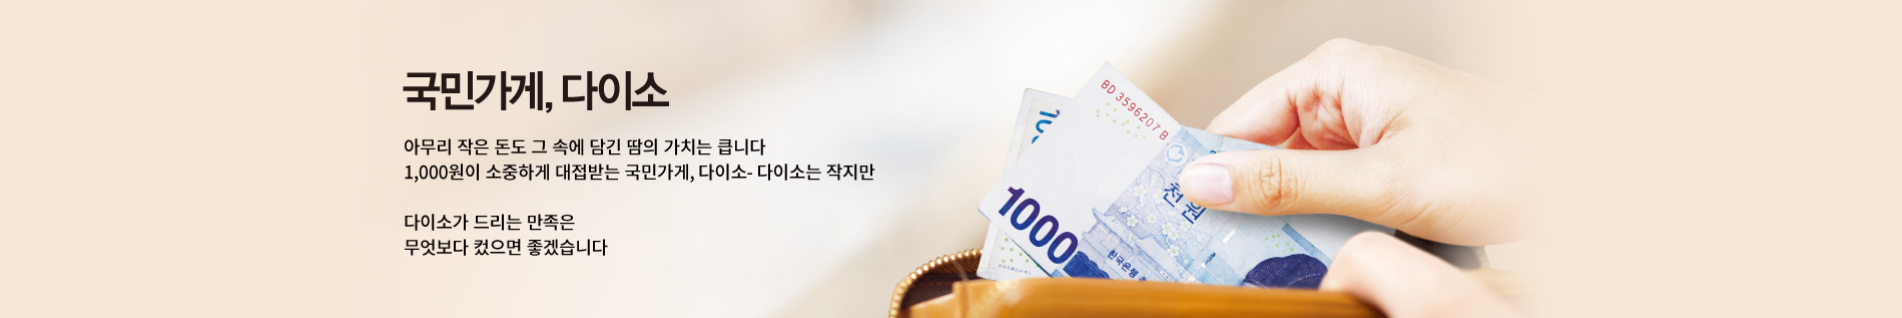 국민가게, 다이소
아무리 작은 돈도 그 속에 담긴 땀의 가치는 큽니다
1,000원이 소중하게 대접받는 국민가게, 다이소- 다이소는 작지만
다이소가 드리는 만족은
무엇보다 컸으면 좋겠습니다
BD 3596207 B
천원
1000
한국은행